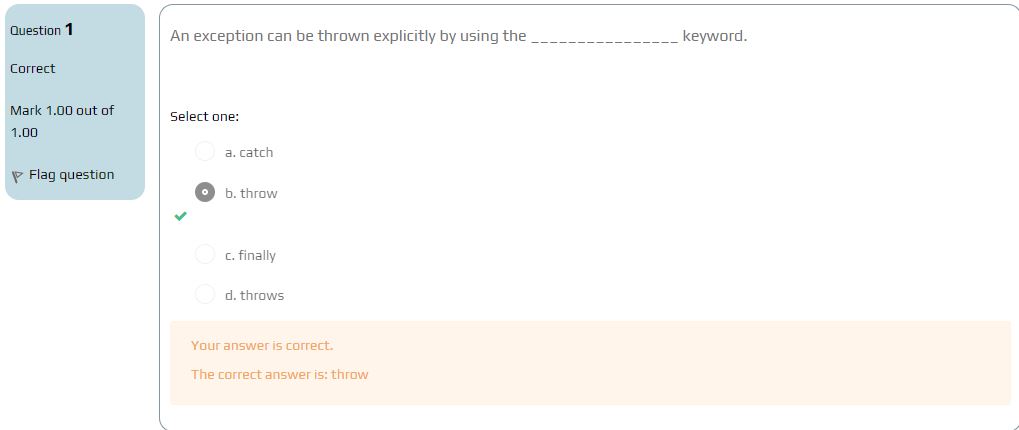 Question 1
Correct
Mark 1.00 out of
1.00
Flag question
An exception can be thrown explicitly by using the ________________ keyword.
Select one:
a. catch
b. throw
c. finally
d. throws
Your answer is correct.
The correct answer is: throw